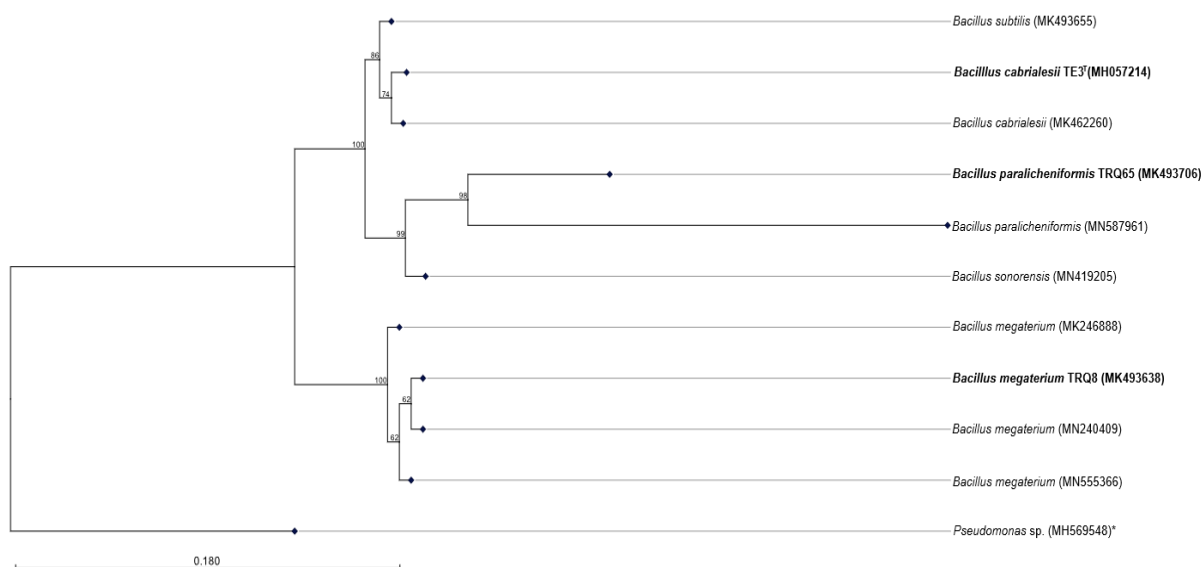 Bacillus subtilis (MK493655)
86
Bacilllus cabrialesii TE3ᵀ(MH057214)
74
Bacillus cabrialesii (MK462260)
100
Bacillus paralicheniformis TRQ65 (MK493706)
98
Bacillus paralicheniformis (MN587961)
99
Bacillus sonorensis (MN419205)
Bacillus megaterium (MK246888)
100
Bacillus megaterium TRQ8 (MK493638)
62
Bacillus megaterium (MN240409)
62
Bacillus megaterium (MN555366)
Pseudomonas sp. (MH569548)*
0.180